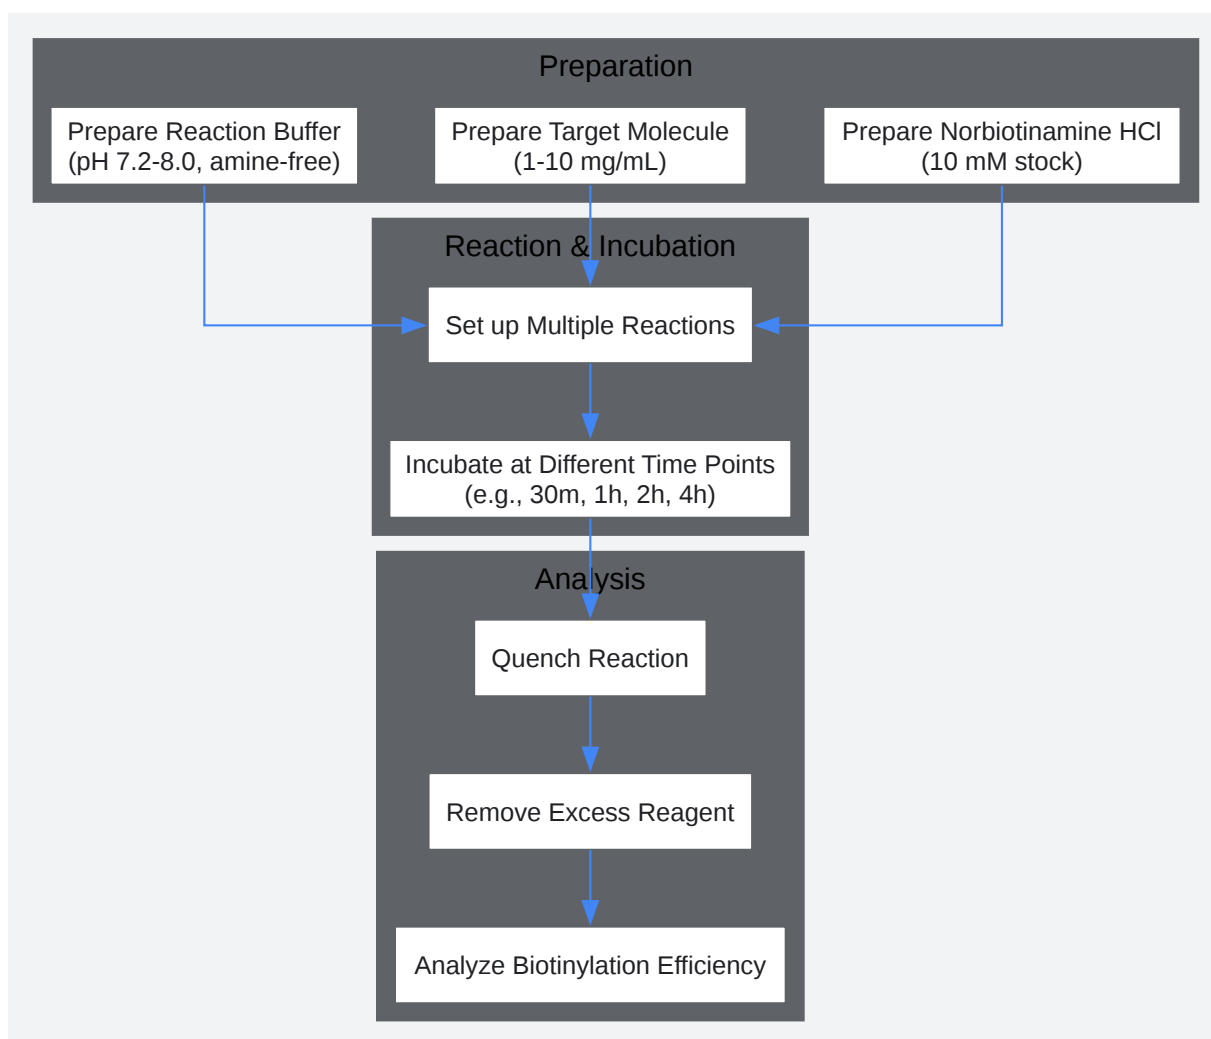 Preparation
Prepare Reaction Buffer
(pH 7.2-8.0, amine-free)
Prepare Target Molecule
(1-10 mg/mL)
Prepare Norbiotinamine HCl
(10 mM stock)
Reaction & Incubation
Set up Multiple Reactions
Incubate at Different Time Points
(e.g., 30m, 1h, 2h, 4h)
Analysis
Quench Reaction
Remove Excess Reagent
Analyze Biotinylation Efficiency